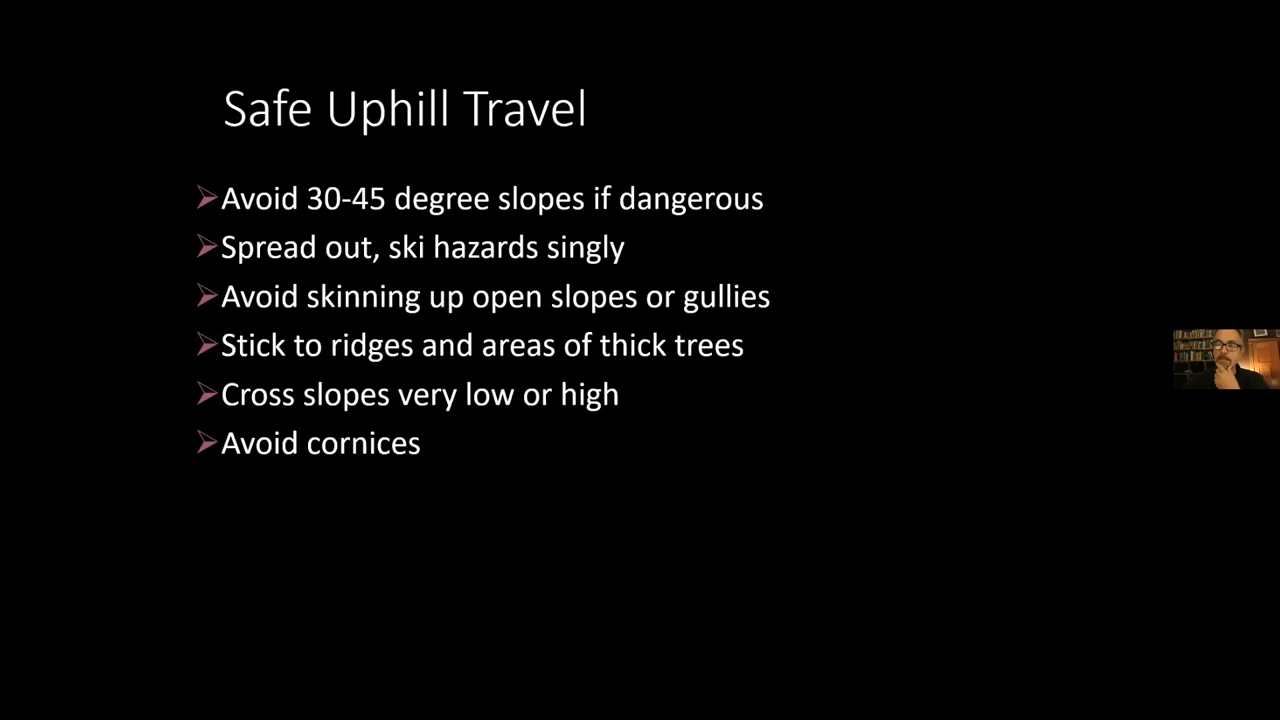 Safe Uphill Travel
Avoid 30-45 degree slopes if dangerous
Spread out, ski hazards singly
Avoid skinning up open slopes or gullies
Stick to ridges and areas of thick trees
Cross slopes very low or high
Avoid cornices